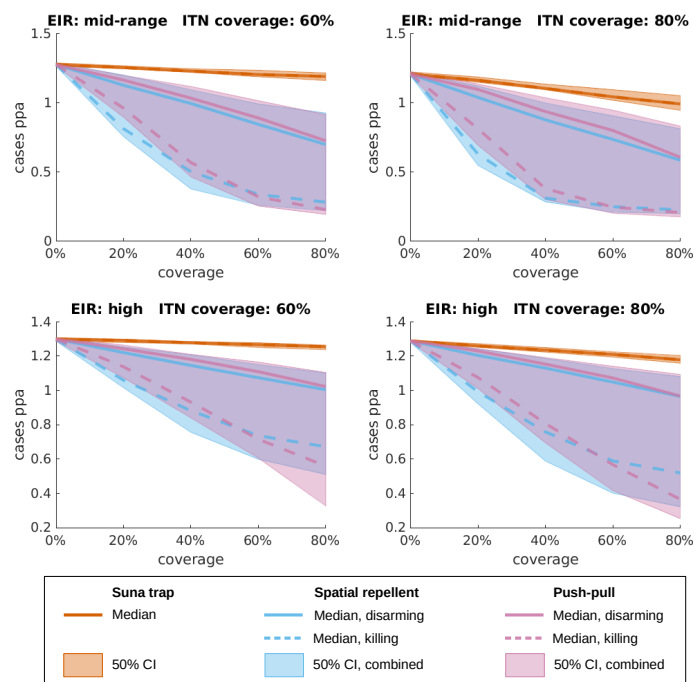 EIR: mid-range   ITN coverage: 60%
1.5
1
0.5
0
cases ppa
0% 20% 40% 60% 80%
coverage
EIR: mid-range   ITN coverage: 80%
1.5
1
0.5
0
cases ppa
0% 20% 40% 60% 80%
coverage
EIR: high   ITN coverage: 60%
1.4
1.2
1
0.8
0.6
0.4
0.2
cases ppa
0% 20% 40% 60% 80%
coverage
EIR: high   ITN coverage: 80%
1.4
1.2
1
0.8
0.6
0.4
0.2
cases ppa
0% 20% 40% 60% 80%
coverage
Suna trap
Median
50% CI
Spatial repellent
Median, disarming
Median, killing
50% CI, combined
Push-pull
Median, disarming
Median, killing
50% CI, combined